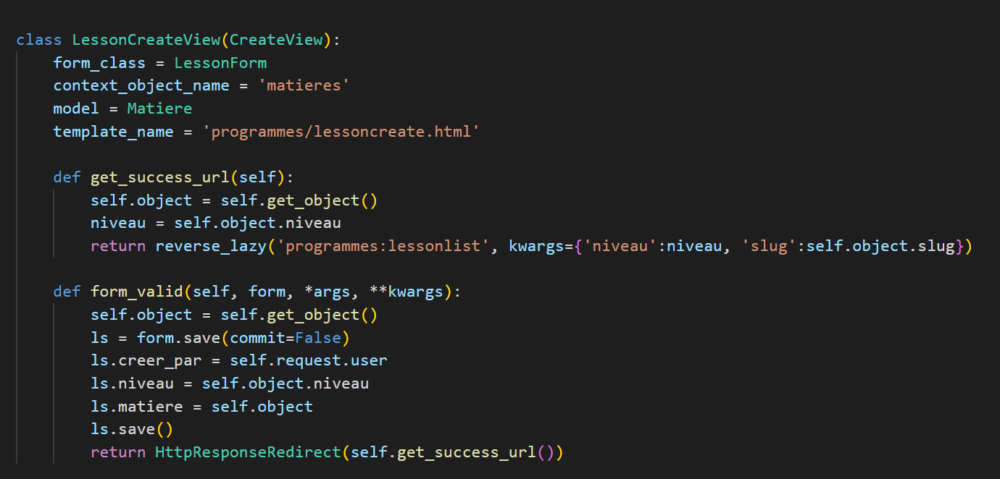 class LessonCreateView(CreateView):
    form_class = LessonForm
    context_object_name = 'matieres'
    model = Matiere
    template_name = 'programmes/lessoncreate.html'

    def get_success_url(self):
        self.object = self.get_object()
        niveau = self.object.niveau
        return reverse_lazy('programmes:lessonlist', kwargs={'niveau':niveau, 'slug':self.object.slug})

    def form_valid(self, form, *args, **kwargs):
        self.object = self.get_object()
        ls = form.save(commit=False)
        ls.creer_par = self.request.user
        ls.niveau = self.object.niveau
        ls.matiere = self.object
        ls.save()
        return HttpResponseRedirect(self.get_success_url())